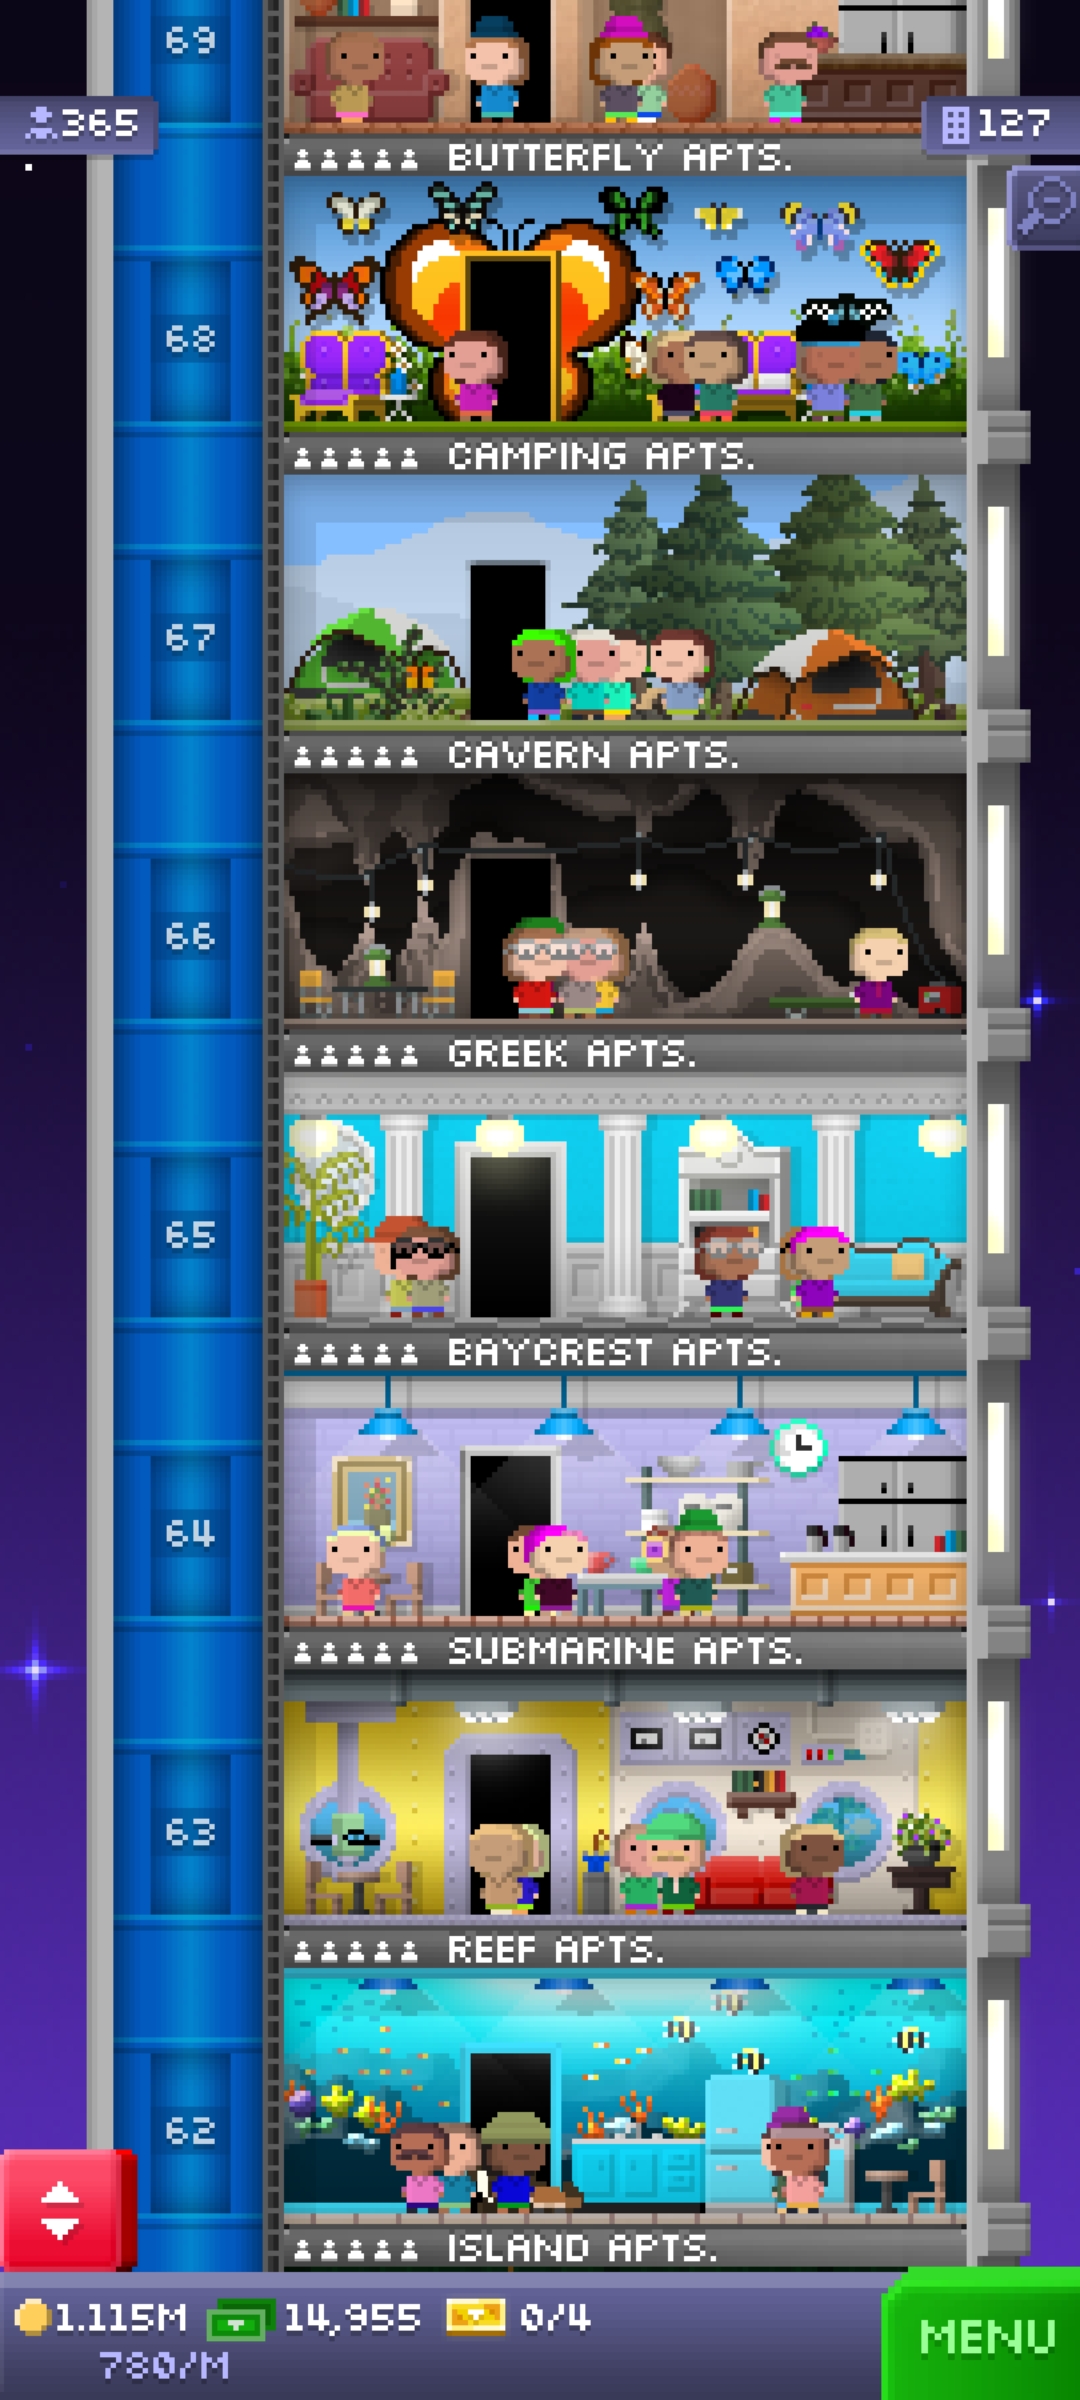 69
365
127
BUTTERFLY APTS.
68
CAMPING APTS.
67
CAVERN APTS.
66
GREEK APTS.
65
BAYCREST APTS.
64
SUBMARINE APTS.
63
REEF APTS.
62
ISLAND APTS.
1.115M 14,955 0/4
780/M
MENU